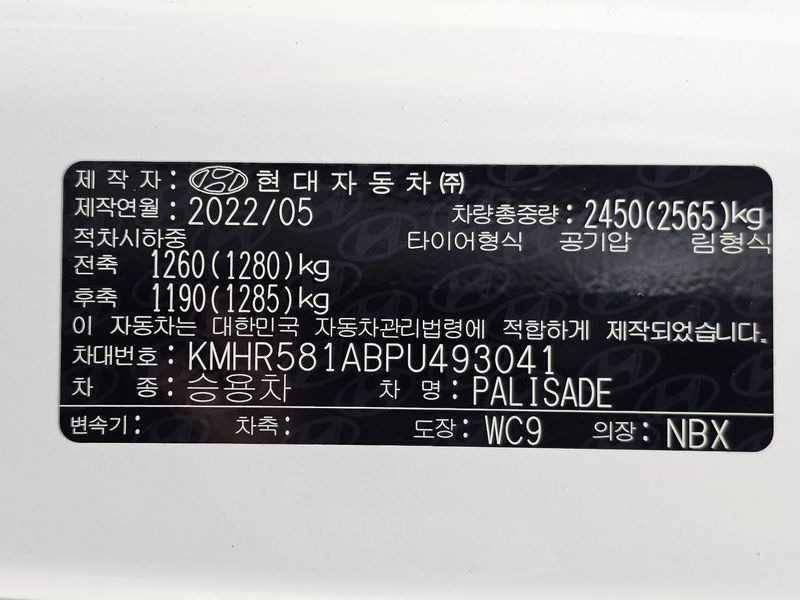 제 작 자 : 현 대 자 동 차 ㈜
제작연월 : 2022/05 차량총중량 : 2450(2565)kg
적차시하중 타이어형식 공기압 림형식
전축 1260(1280)kg
후축 1190(1285)kg
이 자동차는 대한민국 자동차관리법령에 적합하게 제작되었습니다.
차대번호 : KMHR581ABPU493041
차 종 : 승용차 차 명 : PALISADE
변속기 : 차축 : 도장 : WC9 의장 : NBX